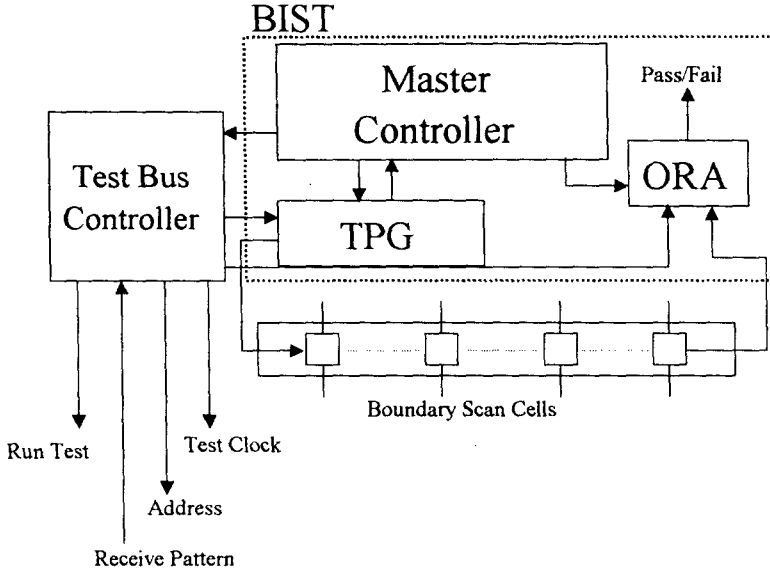 BIST
Master
Controller
Pass/Fail
Test Bus
Controller
ORA
TPG
Boundary Scan Cells
Run Test
Test Clock
Address
Receive Pattern